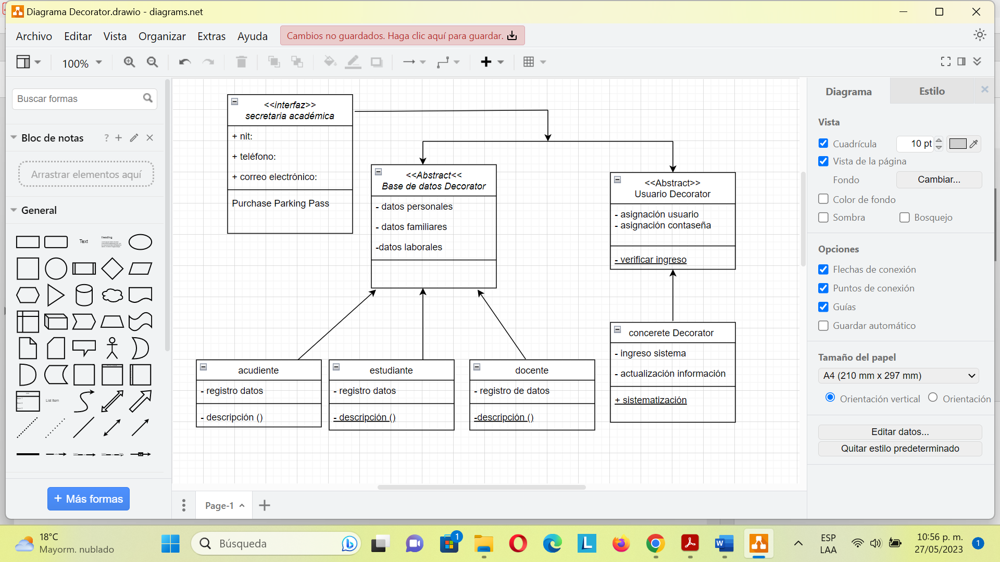 Diagrama Decorator.drawio - diagrams.net
Archivo Editar Vista Organizar Extras Ayuda Cambios no guardados. Haga clic aquí para guardar.
100%
Buscar formas
Bloc de notas ?
Arrastrar elementos aquí
General
Text
Heading
List Item
+ Más formas
<<interfaz>>
secretaria académica
+ nit:
+ teléfono:
+ correo electrónico:
Purchase Parking Pass
<<Abstract<<
Base de datos Decorator
- datos personales
- datos familiares
-datos laborales
<<Abstract>>
Usuario Decorator
- asignación usuario
- asignación contaseña
- verificar ingreso
concerete Decorator
- ingreso sistema
- actualización información
+ sistematización
acudiente
- registro datos
- descripción ()
estudiante
- registro datos
- descripción ()
docente
- registro de datos
-descripción ()
Page-1
Diagrama Estilo
Vista
Cuadrícula 10 pt
Vista de la página
Fondo Cambiar...
Color de fondo
Sombra Bosquejo
Opciones
Flechas de conexión
Puntos de conexión
Guías
Guardar automático
Tamaño del papel
A4 (210 mm x 297 mm)
Orientación vertical Orientación
Editar datos...
Quitar estilo predeterminado
18°C
Mayorm. nublado
Búsqueda
1
L
W
ESP
LAA
10:56 p. m.
27/05/2023
1